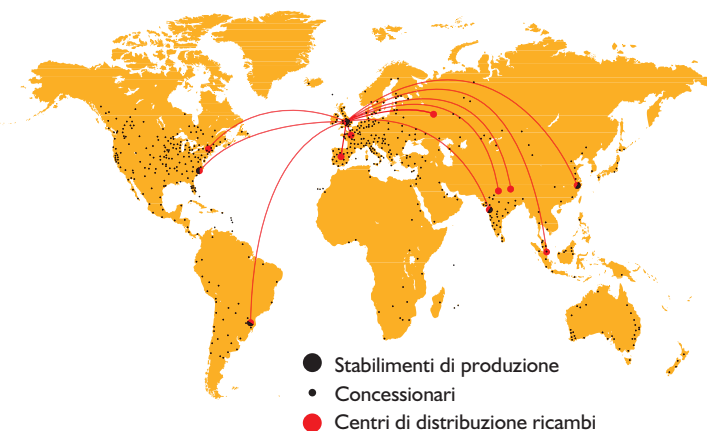 Stabilimenti di produzione
Concessionari
Centri di distribuzione ricambi